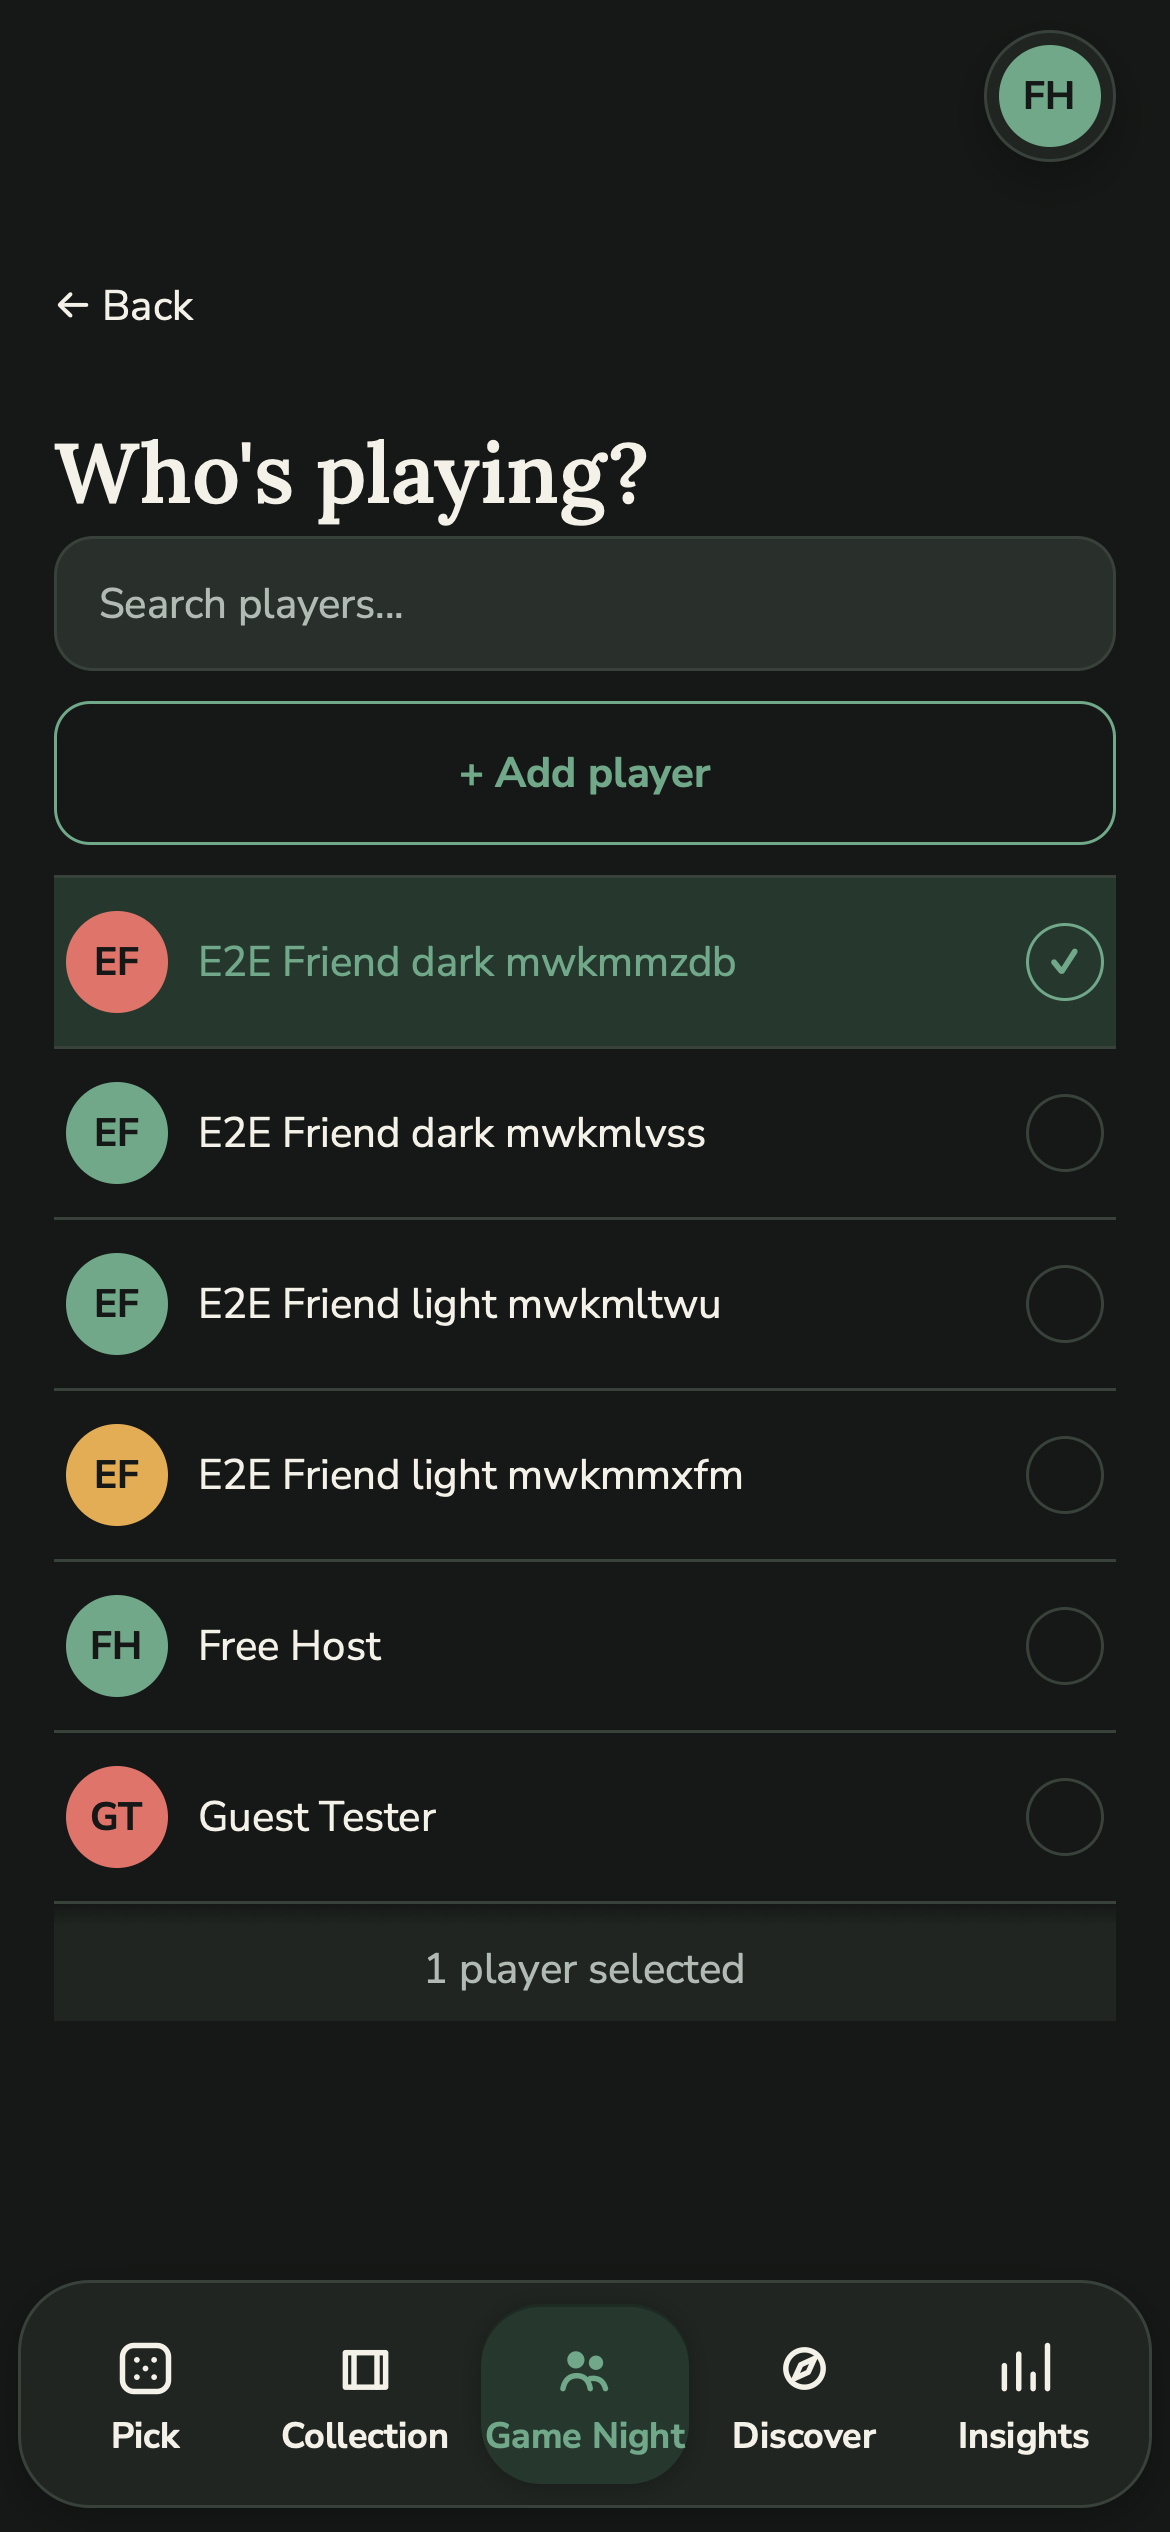 FH
← Back
Who's playing?
Search players...
+ Add player
EF E2E Friend dark mwkmmzdb
EF E2E Friend dark mwkmlvss
EF E2E Friend light mwkmltwu
EF E2E Friend light mwkmmxfm
FH Free Host
GT Guest Tester
1 player selected
Pick Collection Game Night Discover Insights